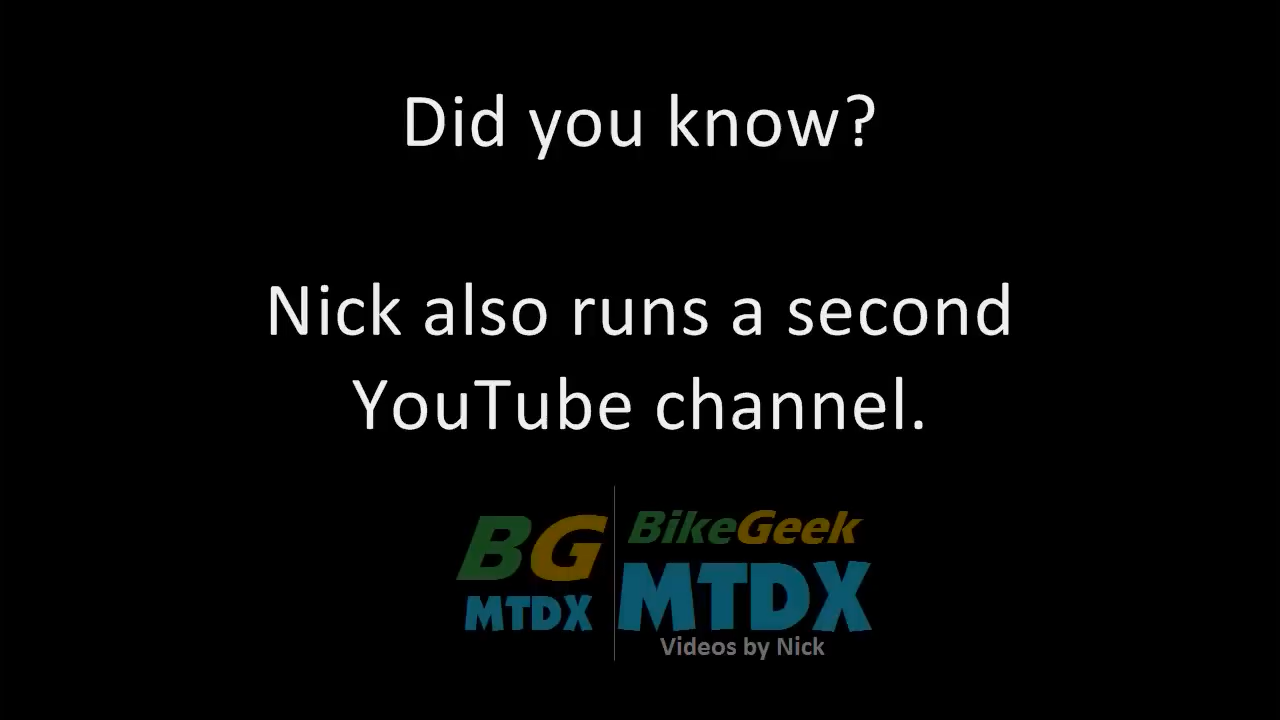 Did you know?
Nick also runs a second
YouTube channel.
BG
MTDX
BikeGeek
MTDX
Videos by Nick